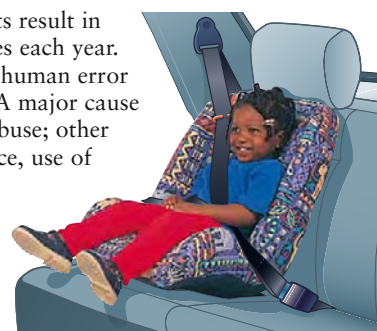 ts result in
es each year.
human error
A major cause
buse; other
ce, use of